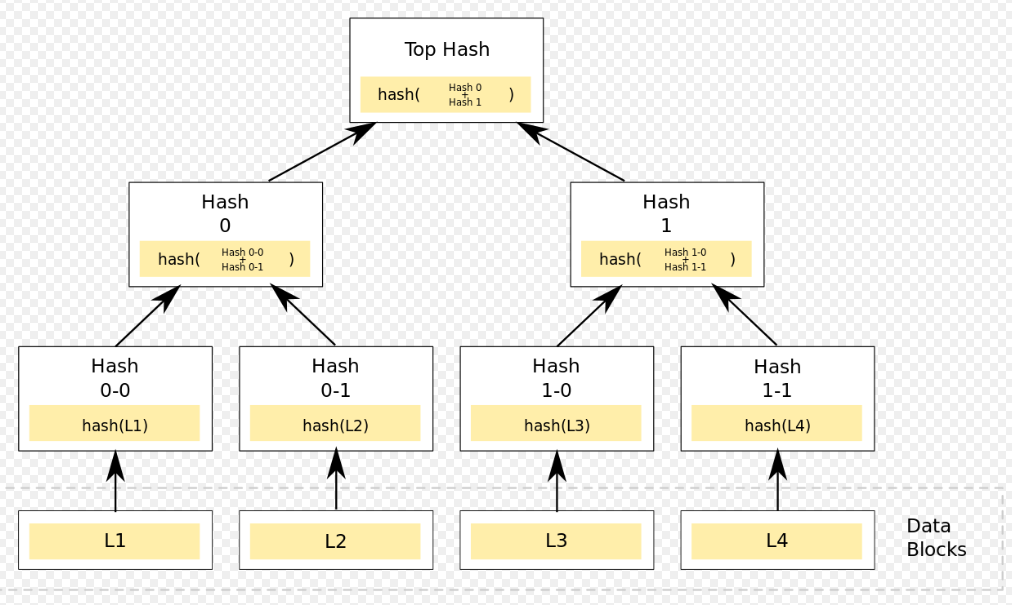 Top Hash
hash( Hash 0 + Hash 1 )
Hash
0
hash( Hash 0-0 + Hash 0-1 )
Hash
1
hash( Hash 1-0 + Hash 1-1 )
Hash
0-0
hash(L1)
Hash
0-1
hash(L2)
Hash
1-0
hash(L3)
Hash
1-1
hash(L4)
L1
L2
L3
L4
Data
Blocks